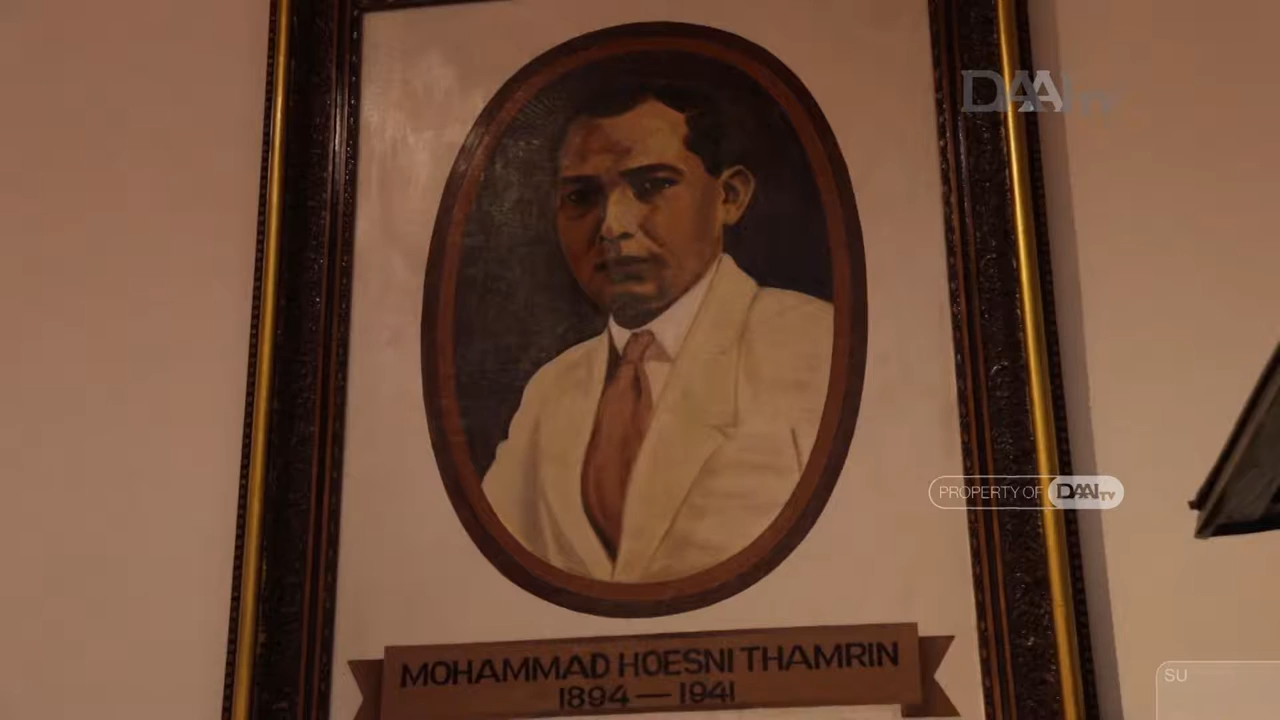 DAAI TV
PROPERTY OF DAAI TV
MOHAMMAD HOESNI THAMRIN
1894 — 1941
SU